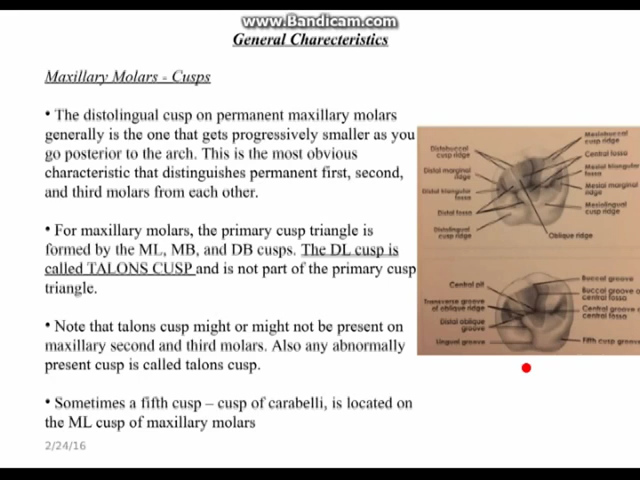 www.Bandicam.com
General Charecteristics
Maxillary Molars - Cusps
• The distolingual cusp on permanent maxillary molars
generally is the one that gets progressively smaller as you
go posterior to the arch. This is the most obvious
characteristic that distinguishes permanent first, second,
and third molars from each other.
• For maxillary molars, the primary cusp triangle is
formed by the ML, MB, and DB cusps. The DL cusp is
called TALONS CUSP and is not part of the primary cusp
triangle.
• Note that talons cusp might or might not be present on
maxillary second and third molars. Also any abnormally
present cusp is called talons cusp.
• Sometimes a fifth cusp – cusp of carabelli, is located on
the ML cusp of maxillary molars
2/24/16
Distobuccal
cusp ridge
Distal marginal
ridge
Distal triangular
fossa
Distal fossa
Distolingual
cusp ridge
Mesiobuccal
cusp ridge
Central fossa
Mesial triangular
fossa
Mesial marginal
ridge
Mesiolingual
cusp ridge
Oblique ridge
Central pit
Transverse groove
of oblique ridge
Distal oblique
groove
Lingual groove
Buccal groove
Buccal groove o
central fossa
Central groove o
central fossa
Fifth cusp groove